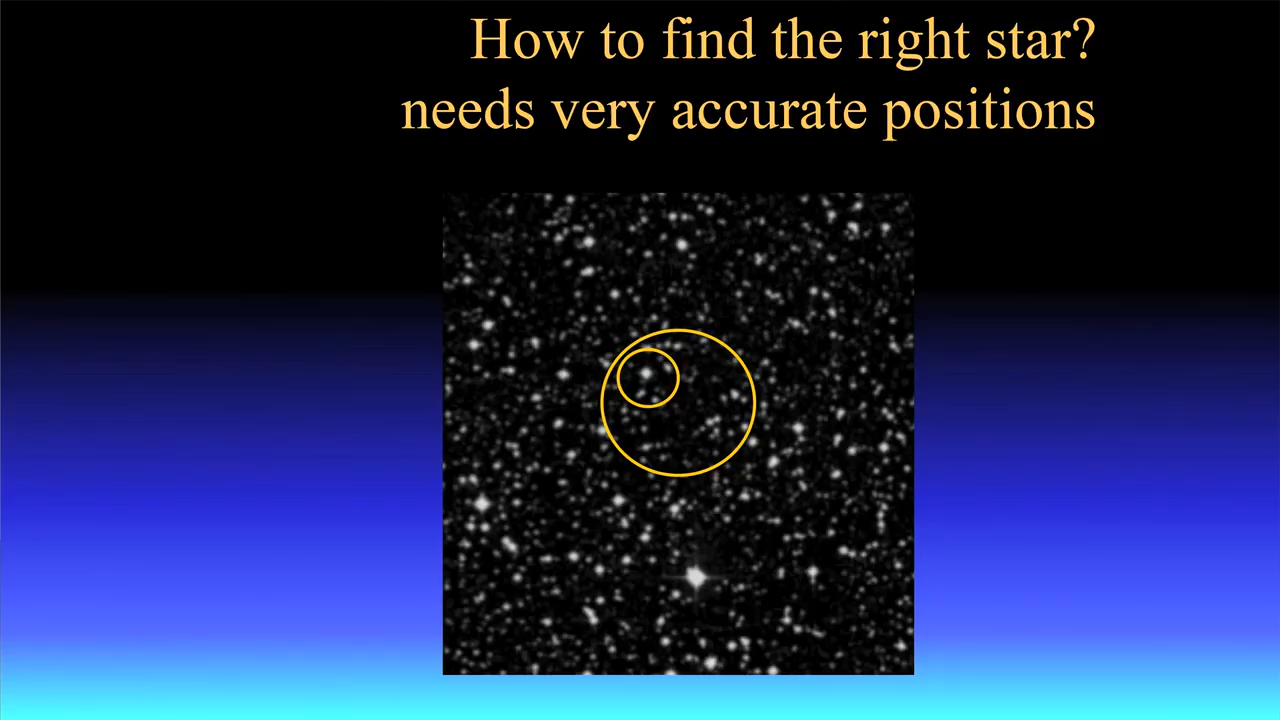 How to find the right star?
needs very accurate positions